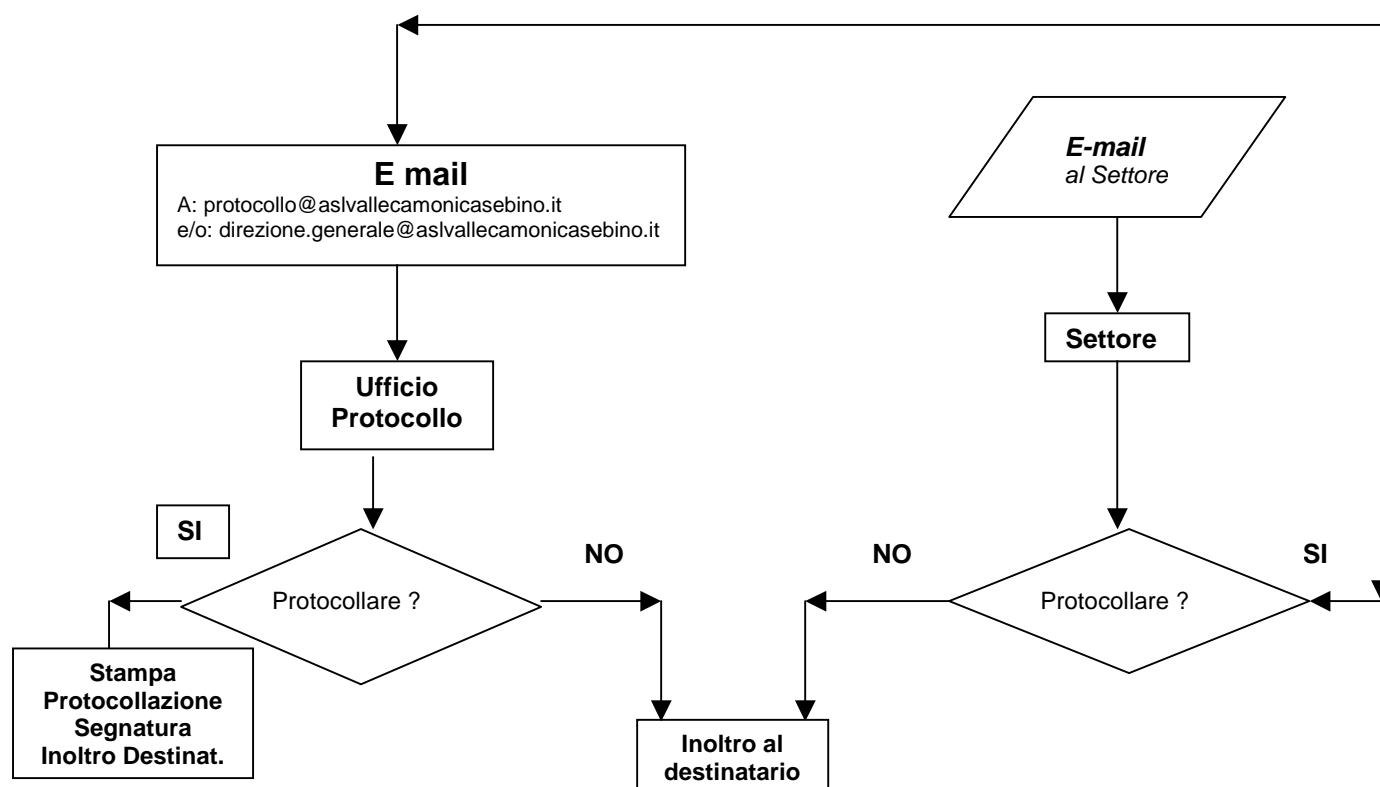 E mail
A: protocollo@aslvallecamonicasebino.it
e/o: direzione.generale@aslvallecamonicasebino.it
E-mail
al Settore
Settore
Ufficio
Protocollo
SI
NO
NO
SI
Protocollare ?
Protocollare ?
Stampa
Protocollazione
Segnatura
Inoltro Destinat.
Inoltro al
destinatario